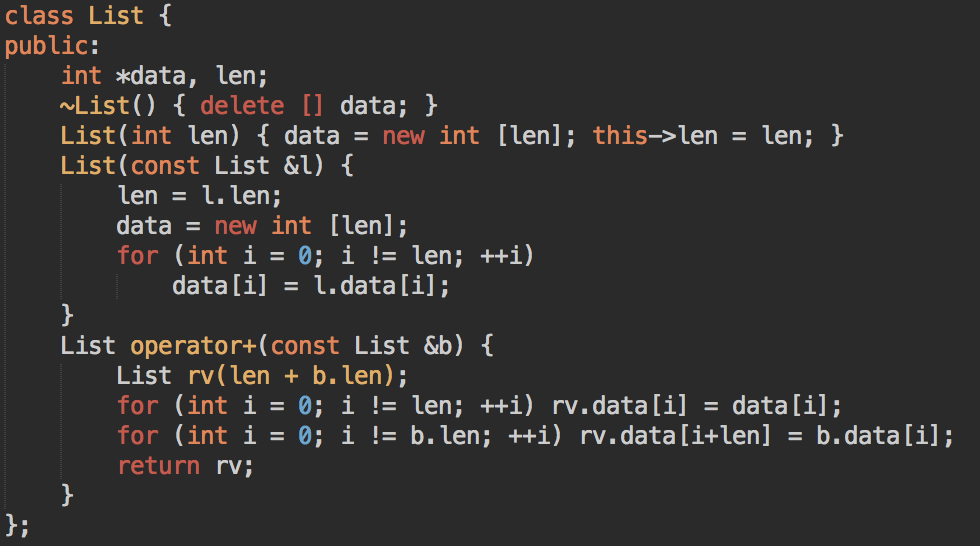 class List {
public:
    int *data, len;
    ~List() { delete [] data; }
    List(int len) { data = new int [len]; this->len = len; }
    List(const List &l) {
        len = l.len;
        data = new int [len];
        for (int i = 0; i != len; ++i)
            data[i] = l.data[i];
    }
    List operator+(const List &b) {
        List rv(len + b.len);
        for (int i = 0; i != len; ++i) rv.data[i] = data[i];
        for (int i = 0; i != b.len; ++i) rv.data[i+len] = b.data[i];
        return rv;
    }
};